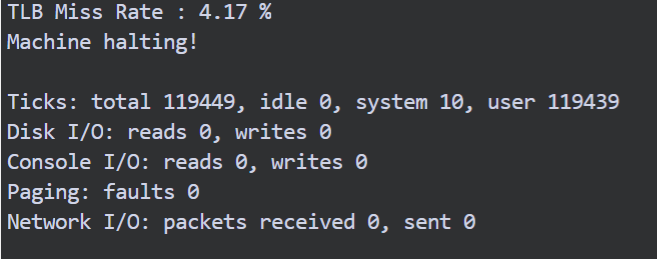 TLB Miss Rate : 4.17 %
Machine halting!
Ticks: total 119449, idle 0, system 10, user 119439
Disk I/O: reads 0, writes 0
Console I/O: reads 0, writes 0
Paging: faults 0
Network I/O: packets received 0, sent 0